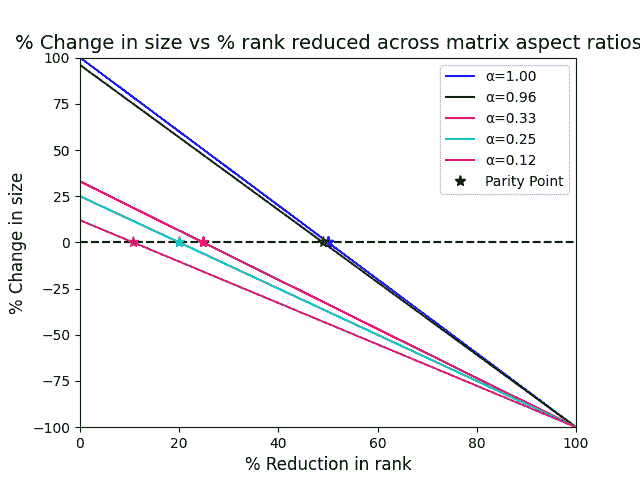 % Change in size vs % rank reduced across matrix aspect ratios
100
75
50
25
0
−25
−50
−75
−100
% Change in size
α=1.00
α=0.96
α=0.33
α=0.25
α=0.12
Parity Point
0
20
40
60
80
100
% Reduction in rank